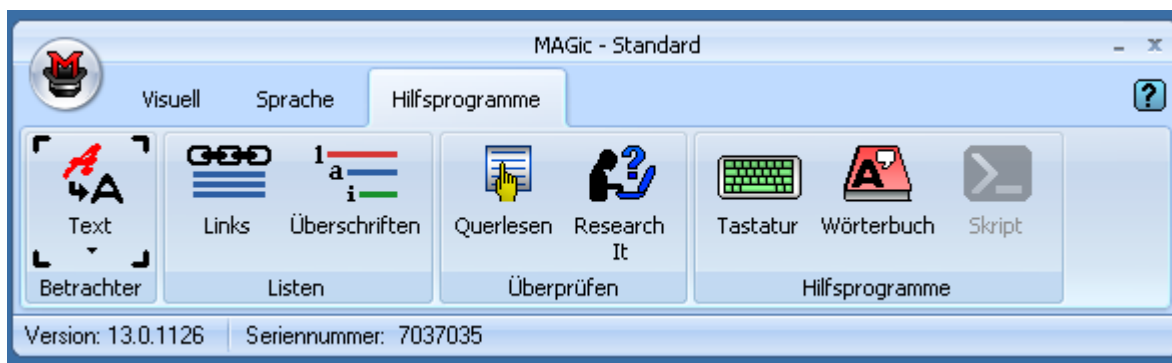 MAGic - Standard
Visuell Sprache Hilfsprogramme
Text Links Überschriften Querlesen Research It Tastatur Wörterbuch Skript
Betrachter Listen Überprüfen Hilfsprogramme
Version: 13.0.1126 Seriennummer: 7037035